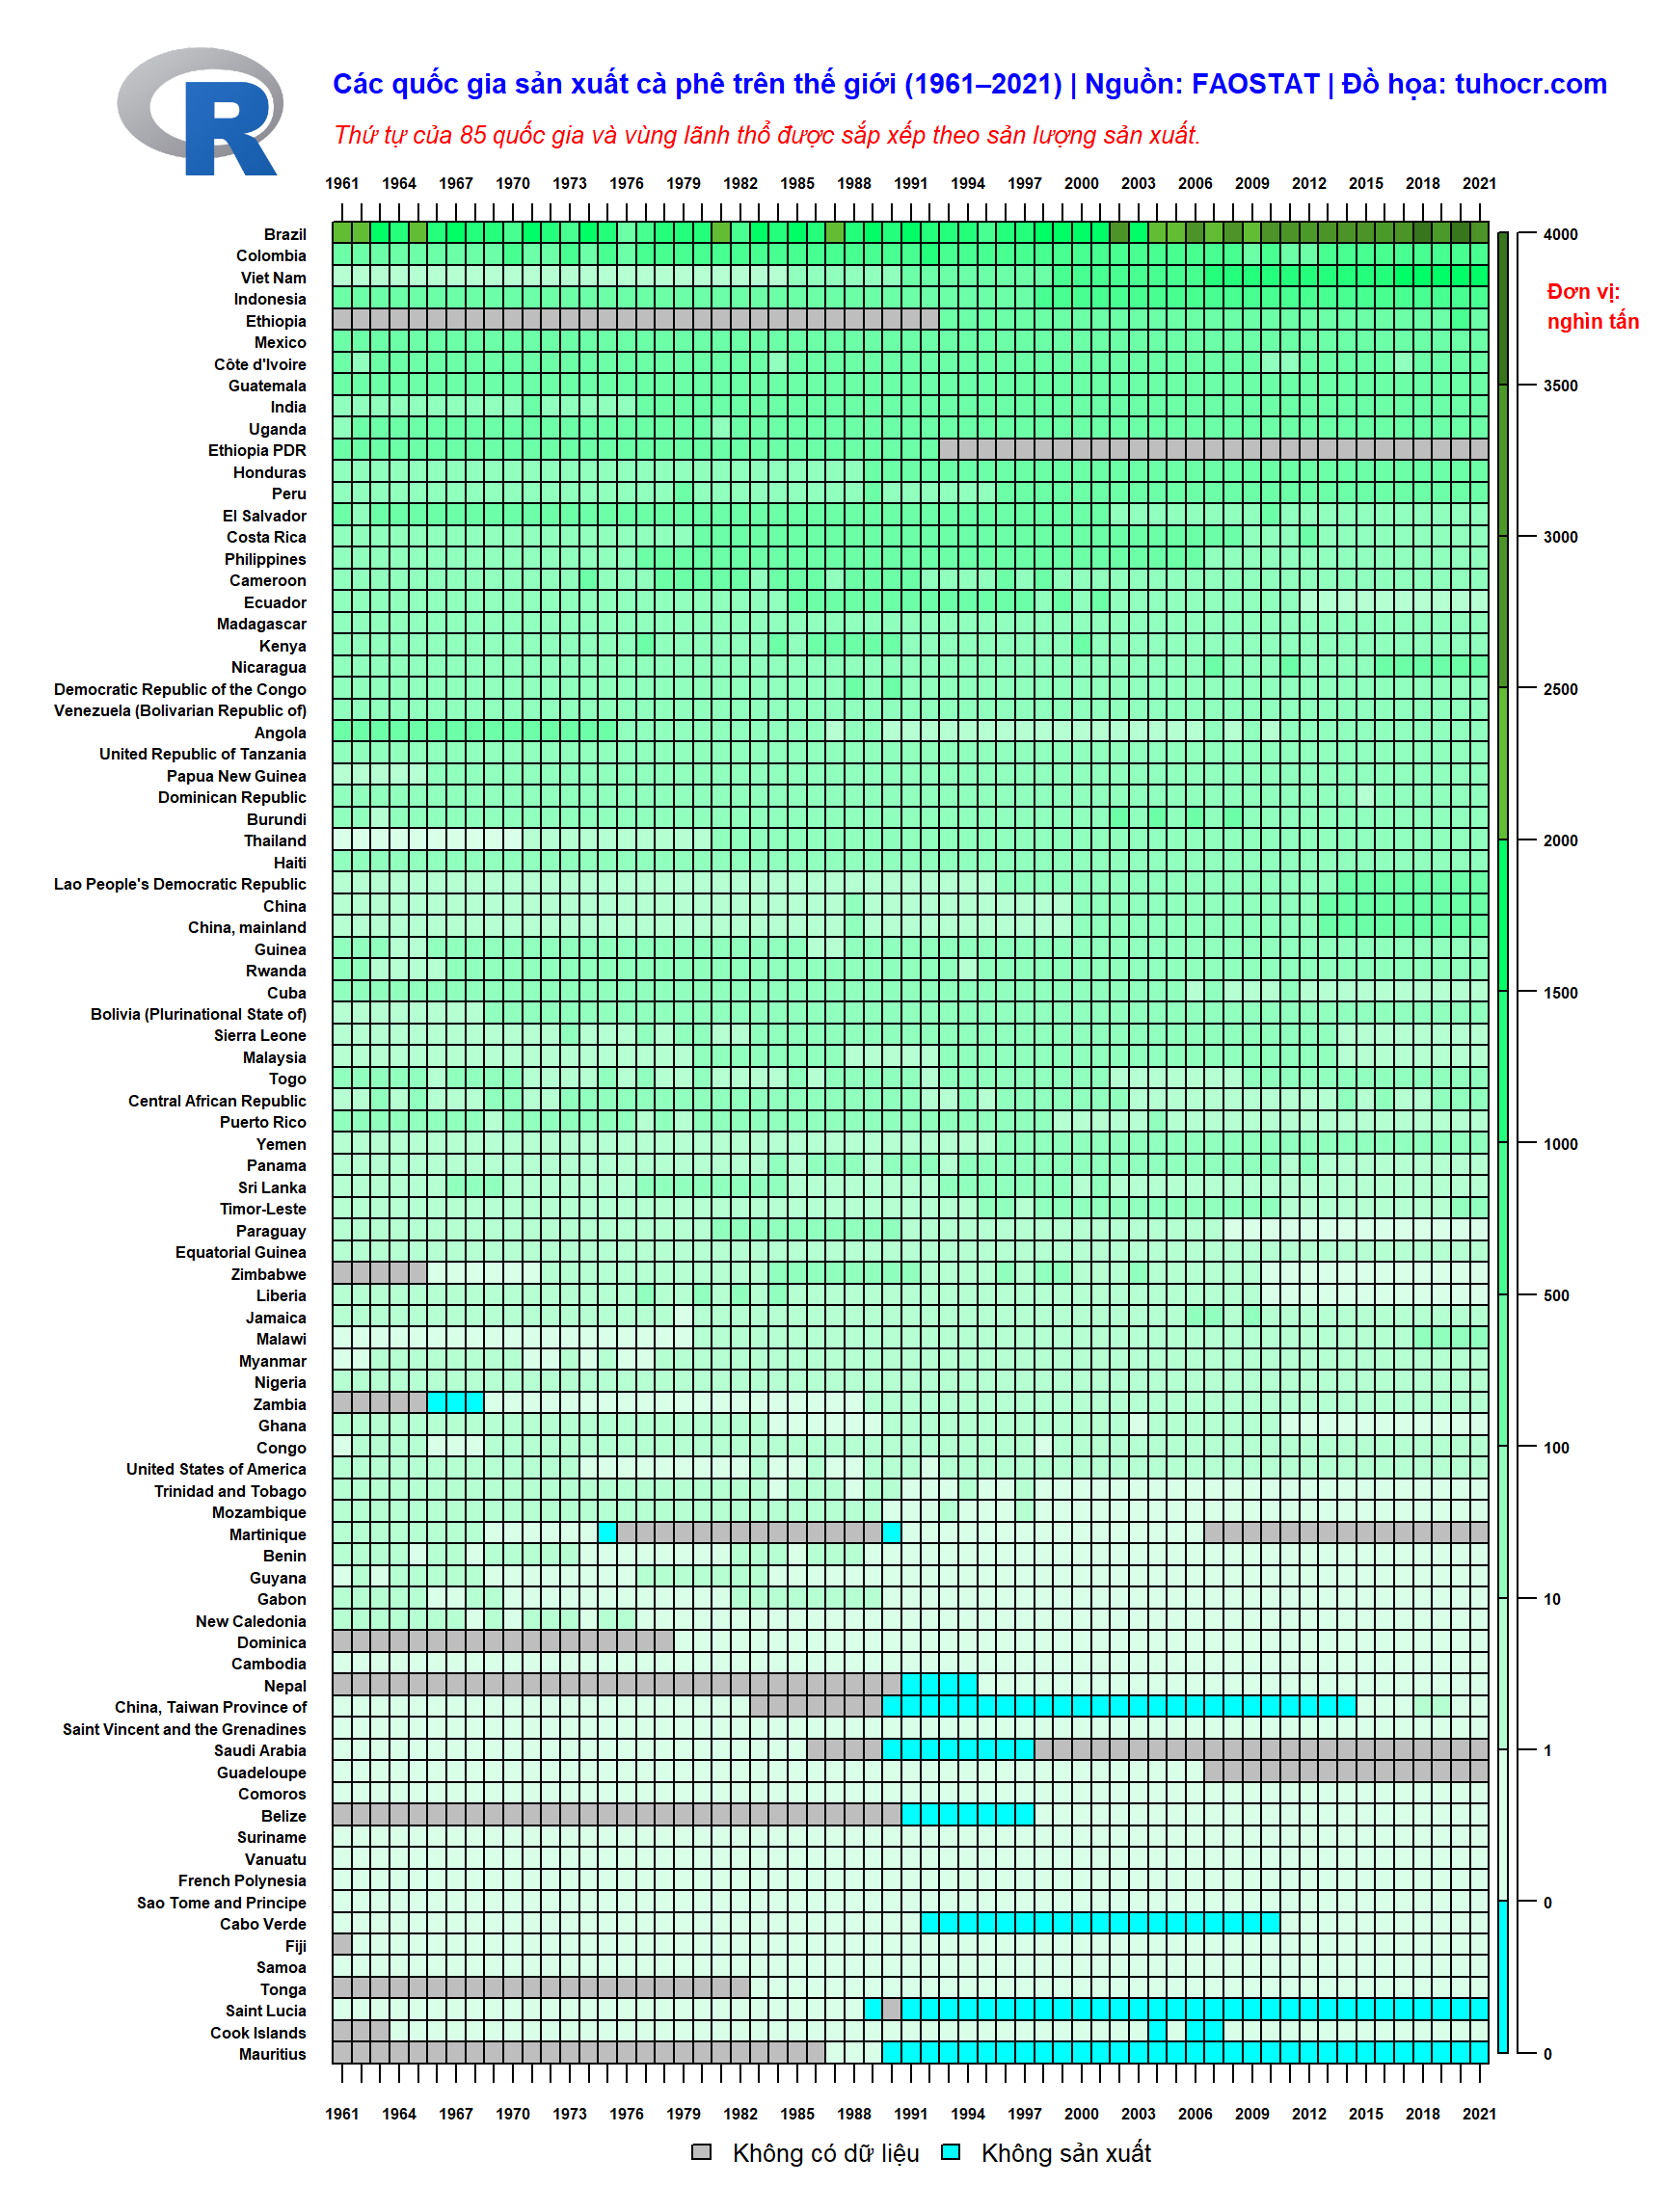 R
Các quốc gia sản xuất cà phê trên thế giới (1961–2021) | Nguồn: FAOSTAT | Đồ họa: tuhocr.com
Thứ tự của 85 quốc gia và vùng lãnh thổ được sắp xếp theo sản lượng sản xuất.
1961 1964 1967 1970 1973 1976 1979 1982 1985 1988 1991 1994 1997 2000 2003 2006 2009 2012 2015 2018 2021
Brazil
Colombia
Viet Nam
Indonesia
Ethiopia
Mexico
Côte d'Ivoire
Guatemala
India
Uganda
Ethiopia PDR
Honduras
Peru
El Salvador
Costa Rica
Philippines
Cameroon
Ecuador
Madagascar
Kenya
Nicaragua
Democratic Republic of the Congo
Venezuela (Bolivarian Republic of)
Angola
United Republic of Tanzania
Papua New Guinea
Dominican Republic
Burundi
Thailand
Haiti
Lao People's Democratic Republic
China
China, mainland
Guinea
Rwanda
Cuba
Bolivia (Plurinational State of)
Sierra Leone
Malaysia
Togo
Central African Republic
Puerto Rico
Yemen
Panama
Sri Lanka
Timor-Leste
Paraguay
Equatorial Guinea
Zimbabwe
Liberia
Jamaica
Malawi
Myanmar
Nigeria
Zambia
Ghana
Congo
United States of America
Trinidad and Tobago
Mozambique
Martinique
Benin
Guyana
Gabon
New Caledonia
Dominica
Cambodia
Nepal
China, Taiwan Province of
Saint Vincent and the Grenadines
Saudi Arabia
Guadeloupe
Comoros
Belize
Suriname
Vanuatu
French Polynesia
Sao Tome and Principe
Cabo Verde
Fiji
Samoa
Tonga
Saint Lucia
Cook Islands
Mauritius
4000
Đơn vị:
nghìn tấn
3500
3000
2500
2000
1500
1000
500
100
10
1
0
0
1961 1964 1967 1970 1973 1976 1979 1982 1985 1988 1991 1994 1997 2000 2003 2006 2009 2012 2015 2018 2021
Không có dữ liệu Không sản xuất